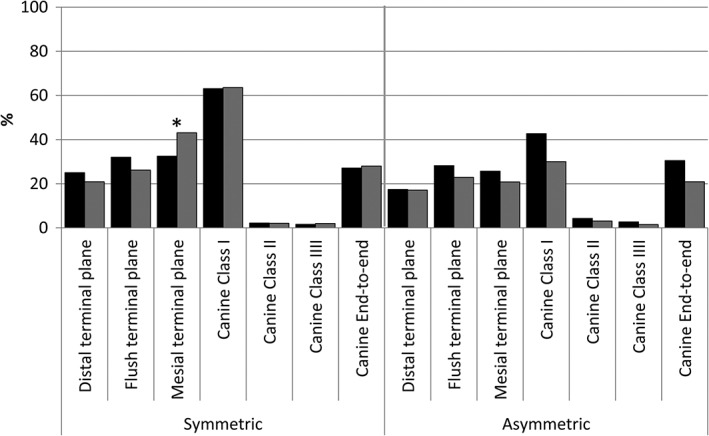 100
80
60
40
20
0
%
*
Distal terminal plane
Flush terminal plane
Mesial terminal plane
Canine Class I
Canine Class II
Canine Class IIII
Canine End-to-end
Distal terminal plane
Flush terminal plane
Mesial terminal plane
Canine Class I
Canine Class II
Canine Class IIII
Canine End-to-end
Symmetric
Asymmetric